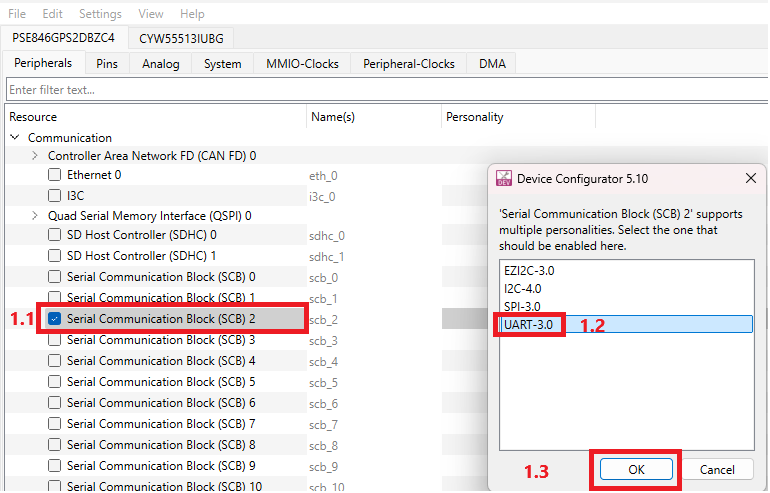 File Edit Settings View Help
PSE846GPS2DBZC4 CYW55513IUBG
Peripherals Pins Analog System MMIO-Clocks Peripheral-Clocks DMA
Enter filter text...
Resource Name(s) Personality
Communication
Controller Area Network FD (CAN FD) 0
Ethernet 0 eth_0
I3C i3c_0
Quad Serial Memory Interface (QSPI) 0
SD Host Controller (SDHC) 0 sdhc_0
SD Host Controller (SDHC) 1 sdhc_1
Serial Communication Block (SCB) 0 scb_0
Serial Communication Block (SCB) 1 scb_1
1.1 Serial Communication Block (SCB) 2 scb_2
Serial Communication Block (SCB) 3 scb_3
Serial Communication Block (SCB) 4 scb_4
Serial Communication Block (SCB) 5 scb_5
Serial Communication Block (SCB) 6 scb_6
Serial Communication Block (SCB) 7 scb_7
Serial Communication Block (SCB) 8 scb_8
Serial Communication Block (SCB) 9 scb_9
Serial Communication Block (SCB) 10 scb_10
DEV Device Configurator 5.10
'Serial Communication Block (SCB) 2' supports
multiple personalities. Select the one that
should be enabled here.
EZI2C-3.0
I2C-4.0
SPI-3.0
UART-3.0 1.2
1.3 OK Cancel